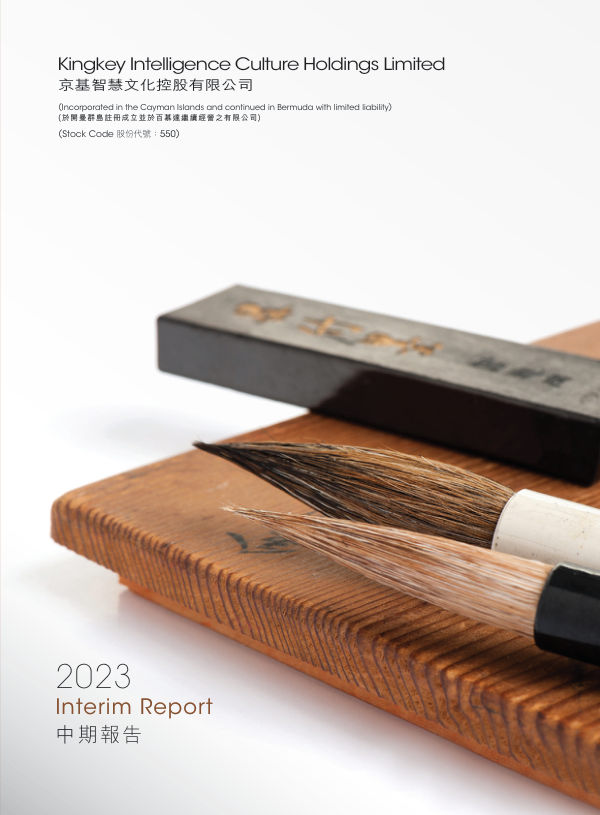 Kingkey Intelligence Culture Holdings Limited
京基智慧文化控股有限公司
(Incorporated in the Cayman Islands and continued in Bermuda with limited liability)
(於開曼群島註冊成立並於百慕達繼續經營之有限公司)
(Stock Code 股份代號：550)
2023
Interim Report
中期報告